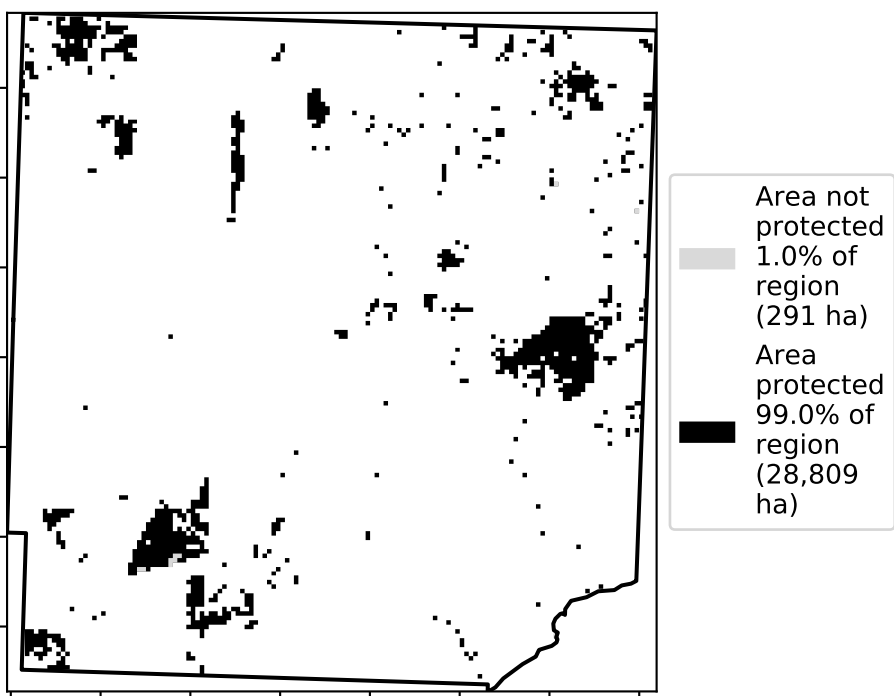 Area not
protected
1.0% of
region
(291 ha)
Area
protected
99.0% of
region
(28,809
ha)